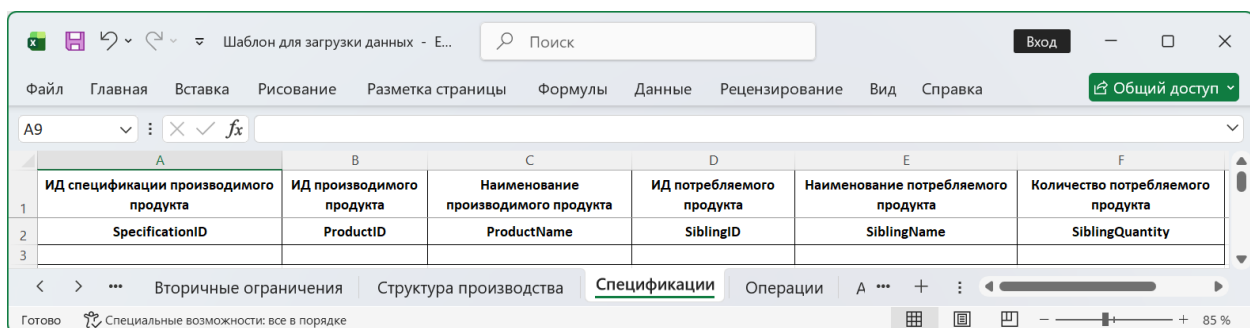 Шаблон для загрузки данных - E...
Поиск
Вход
Файл Главная Вставка Рисование Разметка страницы Формулы Данные Рецензирование Вид Справка Общий доступ
A9 fx
A B C D E F
1 ИД спецификации производимого продукта ИД производимого продукта Наименование производимого продукта ИД потребляемого продукта Наименование потребляемого продукта Количество потребляемого продукта
2 SpecificationID ProductID ProductName SiblingID SiblingName SiblingQuantity
3
... Вторичные ограничения Структура производства Спецификации Операции А ...
Готово Специальные возможности: все в порядке 85 %